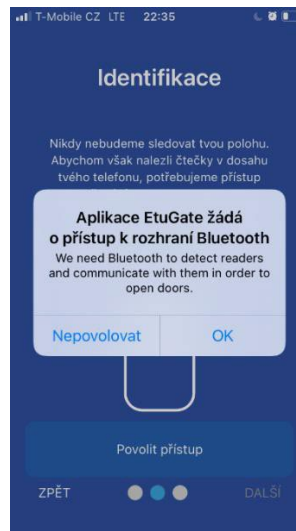 T-Mobile CZ LTE 22:35
Identifikace
Nikdy nebudeme sledovat tvou polohu.
Abychom však nalezli čtečky v dosahu
tvého telefonu, potřebujeme přístup
Aplikace EtuGate žádá
o přístup k rozhraní Bluetooth
We need Bluetooth to detect readers
and communicate with them in order to
open doors.
Nepovolovat OK
Povolit přístup
ZPĚT DALŠÍ